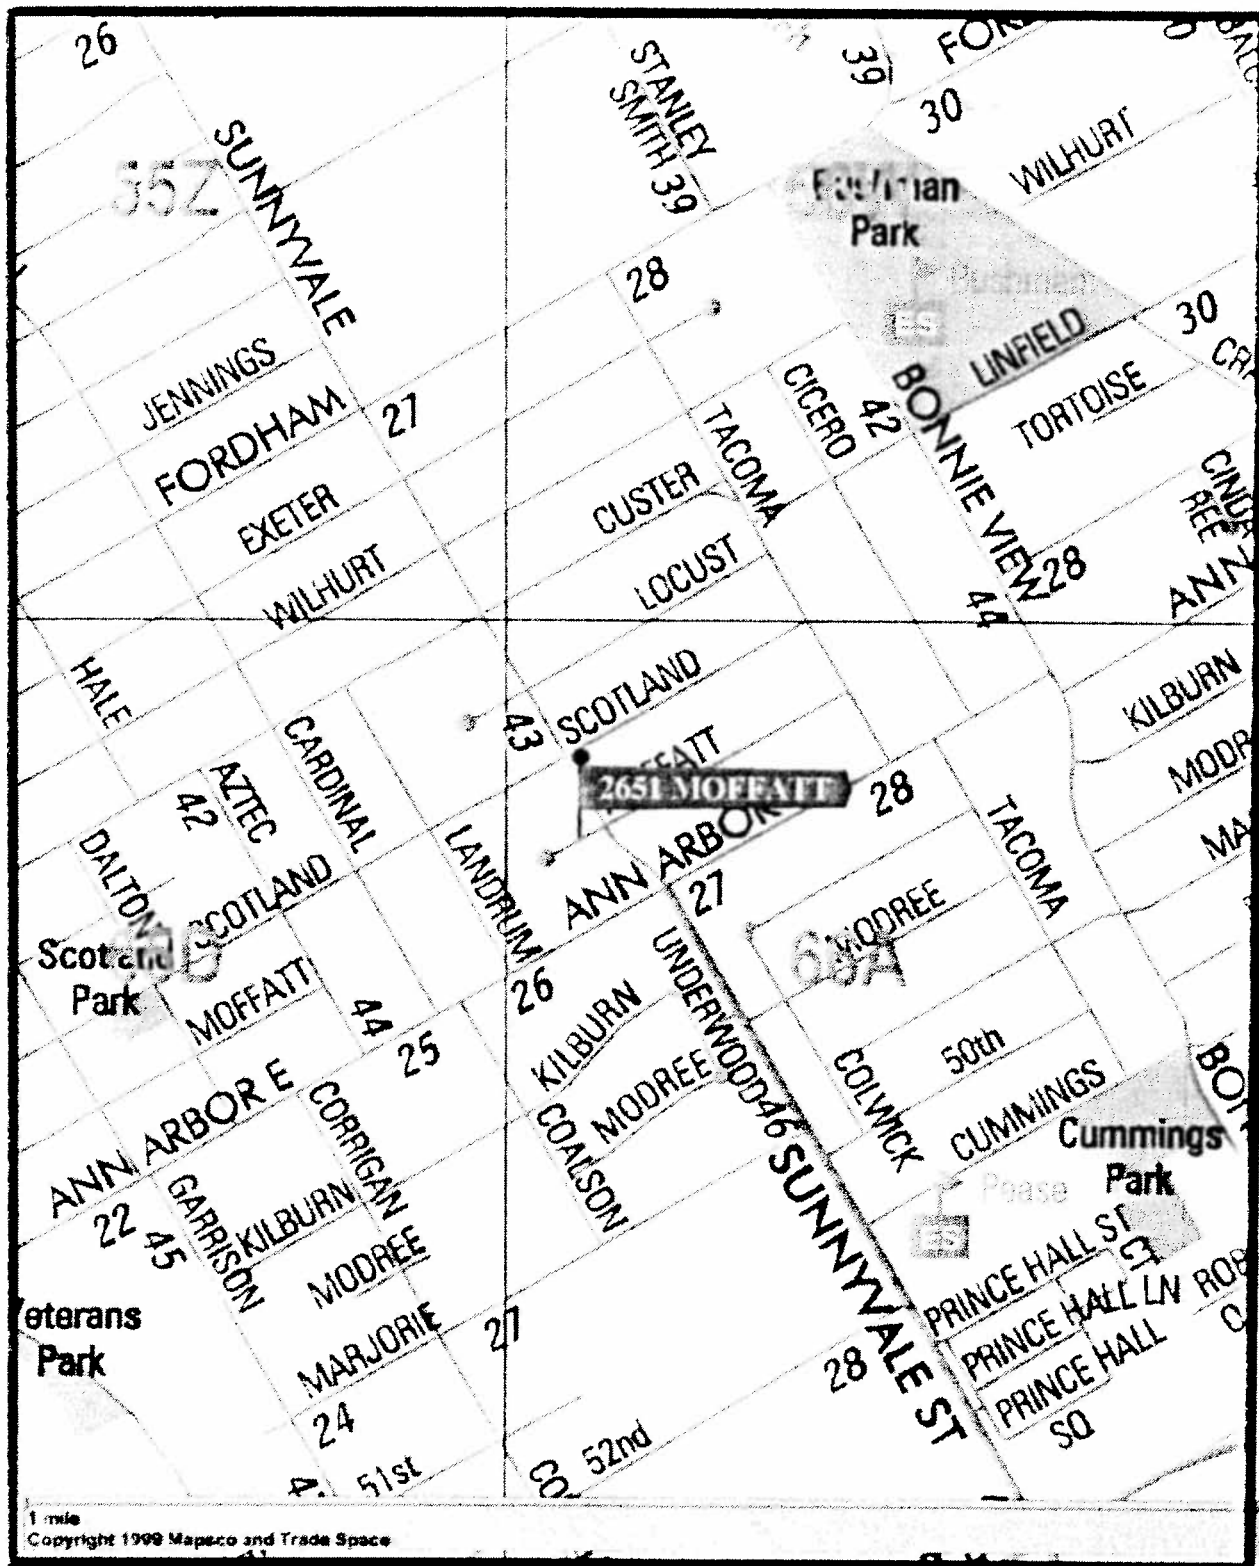 26
SUNNYVALE
STANLEY
SMITH 39
39
30
WILHURT
Park
28
LINFIELD
30
JENNINGS
FORDHAM
27
TORTOISE
CICERO
42
BONNIE VIEW
TACOMA
EXETER
CUSTER
WILHURT
LOCUST
28
44
ANN
HALE
SCOTLAND
KILBURN
43
CARDINAL
AZTEC
42
2651 MOFFATT
28
DALTON
LANDRUM
ANN ARBOR
TACOMA
SCOTLAND
27
MODREE
Park
MOFFATT
26
UNDERWOOD
44
25
KILBURN
50th
COLWICK
MODREE
46
CUMMINGS
Cummings
Park
ANN ARBOR E
CORRIGAN
COALSON
SUNNYVALE ST
Pease
ES
22
45
GARRISON
KILBURN
MODREE
PRINCE HALL ST
CT
PRINCE HALL LN
PRINCE HALL
SQ
Park
MARJORIE
27
28
24
51st
52nd
1 mile
Copyright 1999 Mapsco and Trade Space